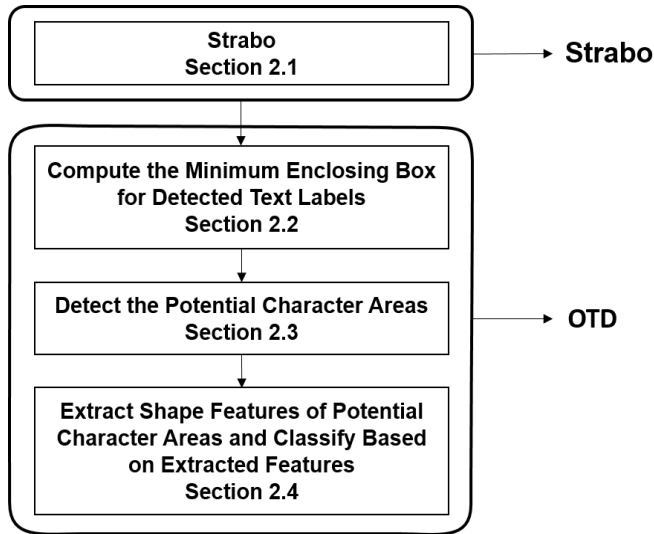 Strabo
Section 2.1
Strabo
Compute the Minimum Enclosing Box
for Detected Text Labels
Section 2.2
Detect the Potential Character Areas
Section 2.3
OTD
Extract Shape Features of Potential
Character Areas and Classify Based
on Extracted Features
Section 2.4